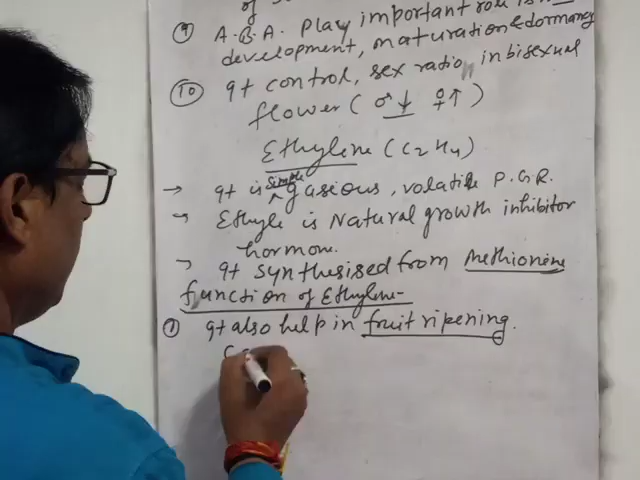 of
⑨ A.B.A. Play important role in
development, maturation & dormancy
⑩ It control, sex ratio, in bisexual
flower (♂↓ ♀↑)
Ethylene (C2H4)
→ It is simple gasious, volatile P.G.R.
→ Ethyle is Natural growth inhibitor
hormone.
→ It synthesised from Methionine
function of Ethylene-
① It also help in fruit ripening.